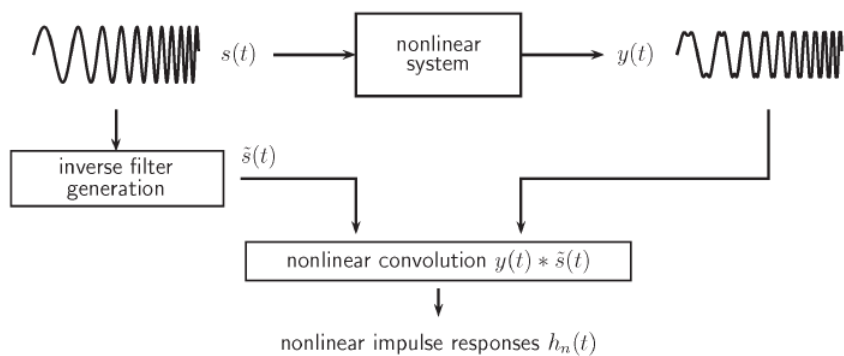 s(t)
nonlinear
system
y(t)
inverse filter
generation
s̃(t)
nonlinear convolution y(t) ∗ s̃(t)
nonlinear impulse responses hₙ(t)